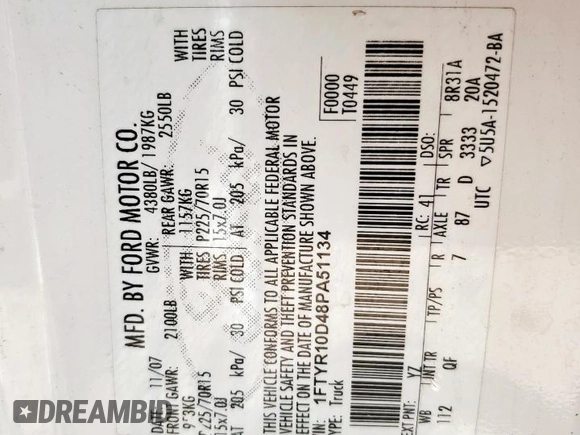 MFD. BY FORD MOTOR CO.
DATE: 11/07 GVWR: 4380LB/ 1987KG
FRONT GAWR: 2100LB REAR GAWR: 2550LB
953KG WITH 1157KG WITH
P225/70R15 TIRES P225/70R15 TIRES
15x7.0J RIMS 15x7.0J RIMS
AT 205 kPa/ 30 PSI COLD AT 205 kPa/ 30 PSI COLD
THIS VEHICLE CONFORMS TO ALL APPLICABLE FEDERAL MOTOR
VEHICLE SAFETY AND THEFT PREVENTION STANDARDS IN
EFFECT ON THE DATE OF MANUFACTURE SHOWN ABOVE.
VIN: 1FTYR10D48PA51134 F0000
TYPE: Truck T0449
EXT PNT: YZ RC: 41 DSO:
WB INT TR TP/PS R AXLE TR SPR 8R31A
112 QF 7 87 D 3333 20A
UTC ▽5U5A-1520472-BA
DREAMBID